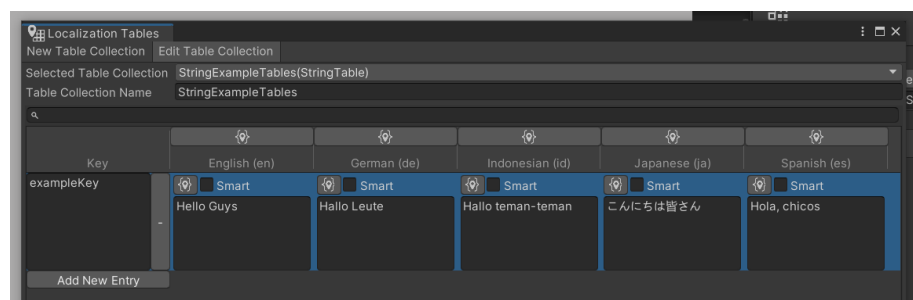 Localization Tables
New Table Collection Edit Table Collection
Selected Table Collection StringExampleTables(StringTable)
Table Collection Name StringExampleTables
Key English (en) German (de) Indonesian (id) Japanese (ja) Spanish (es)
exampleKey Smart Smart Smart Smart Smart
- Hello Guys Hallo Leute Hallo teman-teman こんにちは皆さん Hola, chicos
Add New Entry